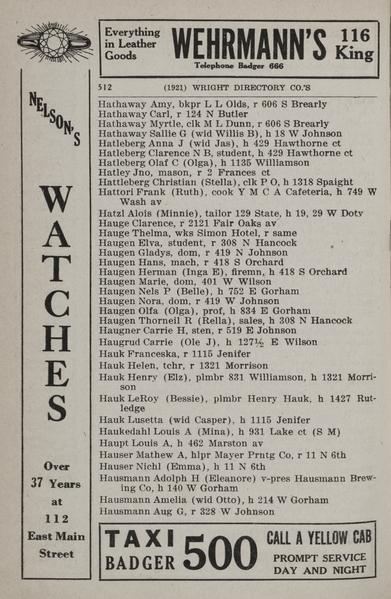 Everything
in Leather
Goods
WEHRMANN'S
Telephone Badger 666
116
King
512 (1921) WRIGHT DIRECTORY CO.'S
NELSON'S
WATCHES
Over
37 Years
at
112
East Main
Street
Hathaway Amy, bkpr L L Olds, r 606 S Brearly
Hathaway Carl, r 124 N Butler
Hathaway Myrtle, clk M L Dunn, r 606 S Brearly
Hathaway Sallie G (wid Willis B), h 18 W Johnson
Hatleberg Anna J (wid Jas), h 429 Hawthorne ct
Hatleberg Clarence N B, student, h 429 Hawthorne ct
Hatleberg Olaf C (Olga), h 1135 Williamson
Hatley Jno, mason, r 2 Frances ct
Hattleberg Christian (Stella), clk P O, h 1318 Spaight
Hattori Frank (Ruth), cook Y M C A Cafeteria, h 749 W
Wash av
Hatzl Alois (Minnie), tailor 129 State, h 19, 29 W Doty
Hauge Clarence, r 2121 Fair Oaks av
Hauge Thelma, wks Simon Hotel, r same
Haugen Elva, student, r 308 N Hancock
Haugen Gladys, dom, r 419 N Johnson
Haugen Hans, mach, r 418 S Orchard
Haugen Herman (Inga E), firemn, h 418 S Orchard
Haugen Marie, dom, 401 W Wilson
Haugen Nels P (Belle), h 752 E Gorham
Haugen Nora, dom, r 419 W Johnson
Haugen Olfa (Olga), prof, h 834 E Gorham
Haugen Thorneil R (Rella), sales, h 308 N Hancock
Haugner Carrie H, sten, r 519 E Johnson
Haugrud Carrie (Ole J), h 127½ E Wilson
Hauk Franceska, r 1115 Jenifer
Hauk Helen, tchr, r 1321 Morrison
Hauk Henry (Elz), plmbr 831 Williamson, h 1321 Morri-
son
Hauk LeRoy (Bessie), plmbr Henry Hauk, h 1427 Rut-
ledge
Hauk Lusetta (wid Casper), h 1115 Jenifer
Haukedahl Louis A (Mina), h 931 Lake ct (S M)
Haupt Louis A, h 462 Marston av
Hauser Mathew A, hlpr Mayer Prntg Co, r 11 N 6th
Hauser Nichl (Emma), h 11 N 6th
Hausmann Adolph H (Eleanore) v-pres Hausmann Brew-
ing Co, h 140 W Gorham
Hausmann Amelia (wid Otto), h 214 W Gorham
Hausmann Aug G, r 328 W Johnson
TAXI
BADGER
500
CALL A YELLOW CAB
PROMPT SERVICE
DAY AND NIGHT